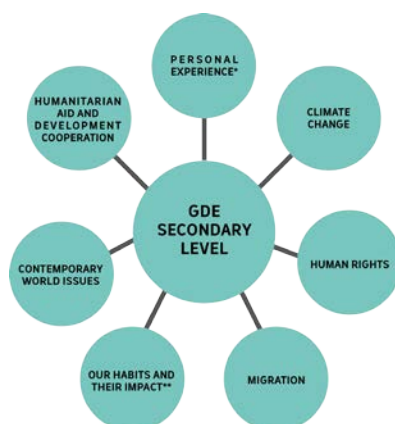 PERSONAL
EXPERIENCE*
HUMANITARIAN
AID AND
DEVELOPMENT
COOPERATION
CLIMATE
CHANGE
GDE
SECONDARY
LEVEL
CONTEMPORARY
WORLD ISSUES
HUMAN RIGHTS
OUR HABITS AND
THEIR IMPACT**
MIGRATION